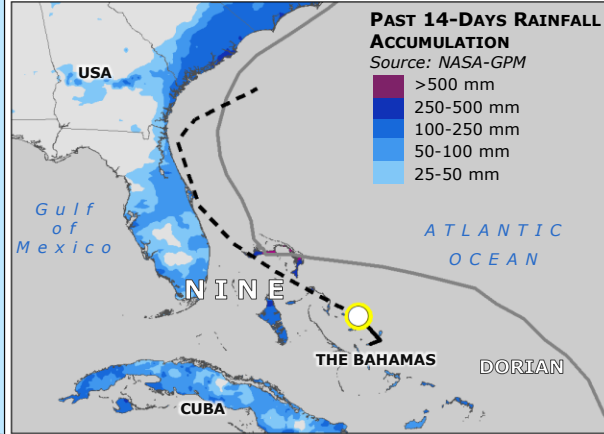 PAST 14-DAYS RAINFALL
ACCUMULATION
Source: NASA-GPM
>500 mm
250-500 mm
100-250 mm
50-100 mm
25-50 mm
USA
Gulf
of
Mexico
ATLANTIC
OCEAN
NINE
THE BAHAMAS
DORIAN
CUBA